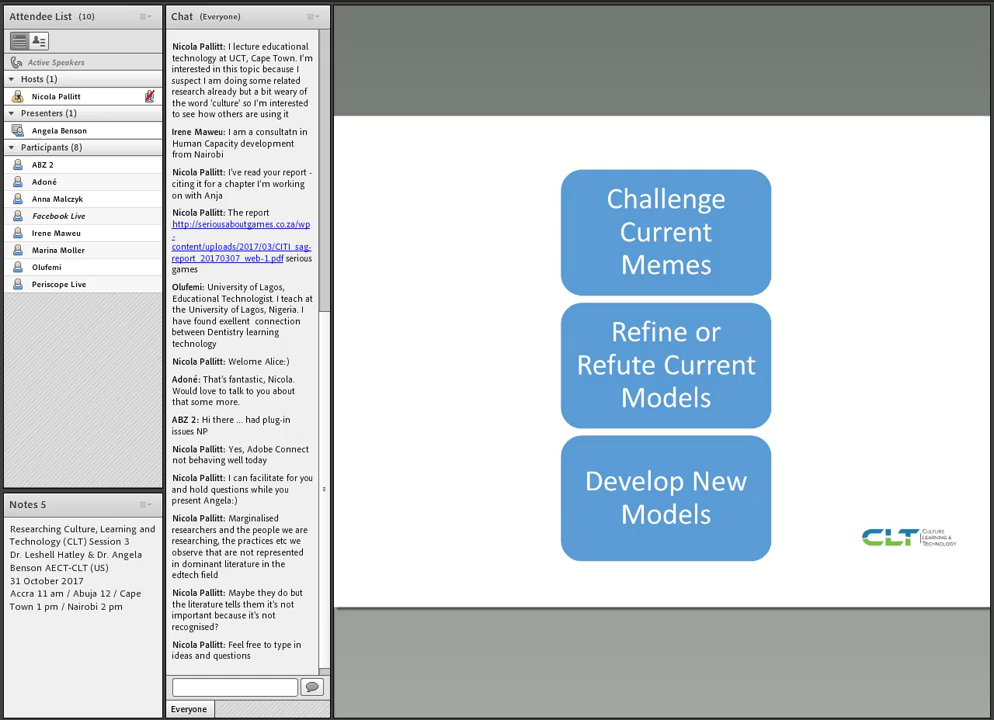 Attendee List (10)
Active Speakers
Hosts (1)
Nicola Pallitt
Presenters (1)
Angela Benson
Participants (8)
ABZ 2
Adoné
Anna Malczyk
Facebook Live
Irene Maweu
Marina Moller
Olufemi
Periscope Live
Notes 5
Researching Culture, Learning and
Technology (CLT) Session 3
Dr. Leshell Hatley & Dr. Angela
Benson AECT-CLT (US)
31 October 2017
Accra 11 am / Abuja 12 / Cape
Town 1 pm / Nairobi 2 pm
Chat (Everyone)
Nicola Pallitt: I lecture educational
technology at UCT, Cape Town. I'm
interested in this topic because I
suspect I am doing some related
research already but a bit weary of
the word 'culture' so I'm interested
to see how others are using it
Irene Maweu: I am a consultatn in
Human Capacity development
from Nairobi
Nicola Pallitt: I've read your report -
citing it for a chapter I'm working
on with Anja
Nicola Pallitt: The report
http://seriousaboutgames.co.za/wp
-
content/uploads/2017/03/CITI_sag-
report_20170307_web-1.pdf serious
games
Olufemi: University of Lagos,
Educational Technologist. I teach at
the University of Lagos, Nigeria. I
have found exellent connection
between Dentistry learning
technology
Nicola Pallitt: Welome Alice:)
Adoné: That's fantastic, Nicola.
Would love to talk to you about
that some more.
ABZ 2: Hi there ... had plug-in
issues NP
Nicola Pallitt: Yes, Adobe Connect
not behaving well today
Nicola Pallitt: I can facilitate for you
and hold questions while you
present Angela:)
Nicola Pallitt: Marginalised
researchers and the people we are
researching, the practices etc we
observe that are not represented
in dominant literature in the
edtech field
Nicola Pallitt: Maybe they do but
the literature tells them it's not
important because it's not
recognised?
Nicola Pallitt: Feel free to type in
ideas and questions
Everyone
Challenge
Current
Memes
Refine or
Refute Current
Models
Develop New
Models
CLT
CULTURE
LEARNING &
TECHNOLOGY